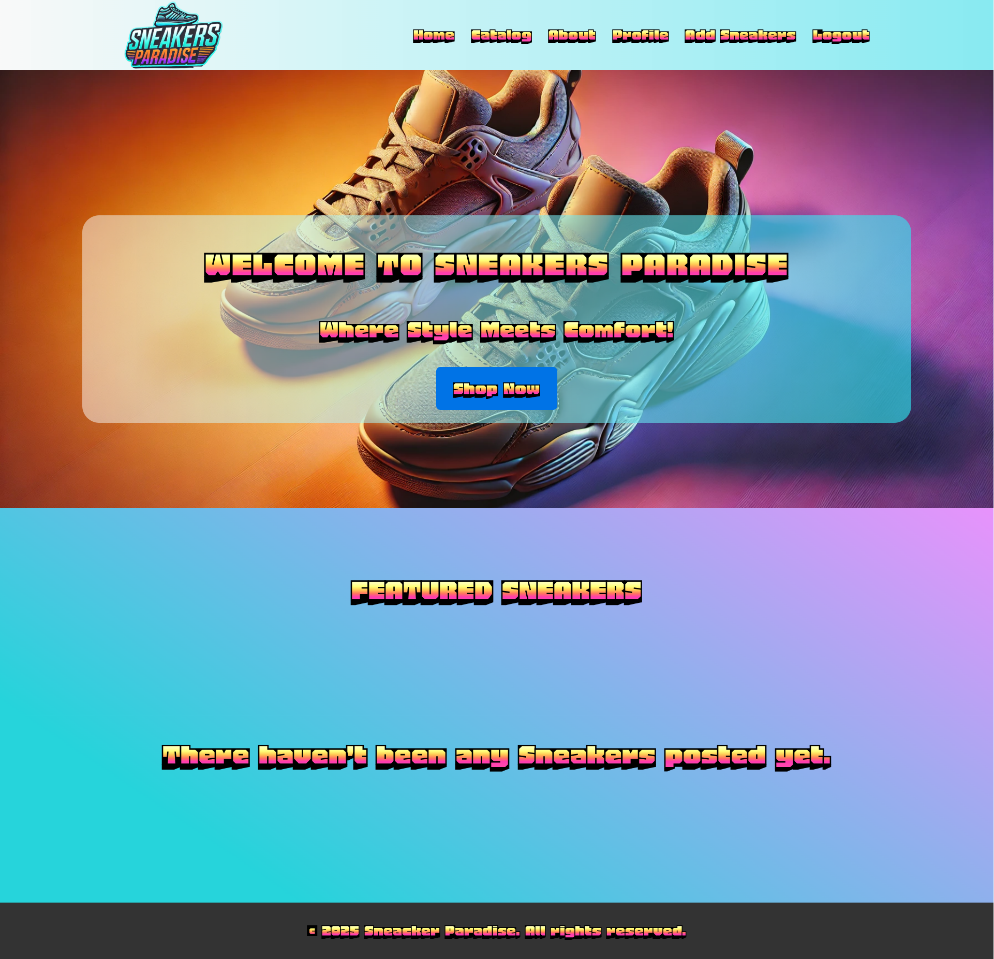 SNEAKERS
PARADISE
Home Catalog About Profile Add Sneakers Logout
WELCOME TO SNEAKERS PARADISE
Where Style Meets Comfort!
Shop Now
FEATURED SNEAKERS
There haven't been any Sneakers posted yet.
© 2025 Sneacker Paradise. All rights reserved.